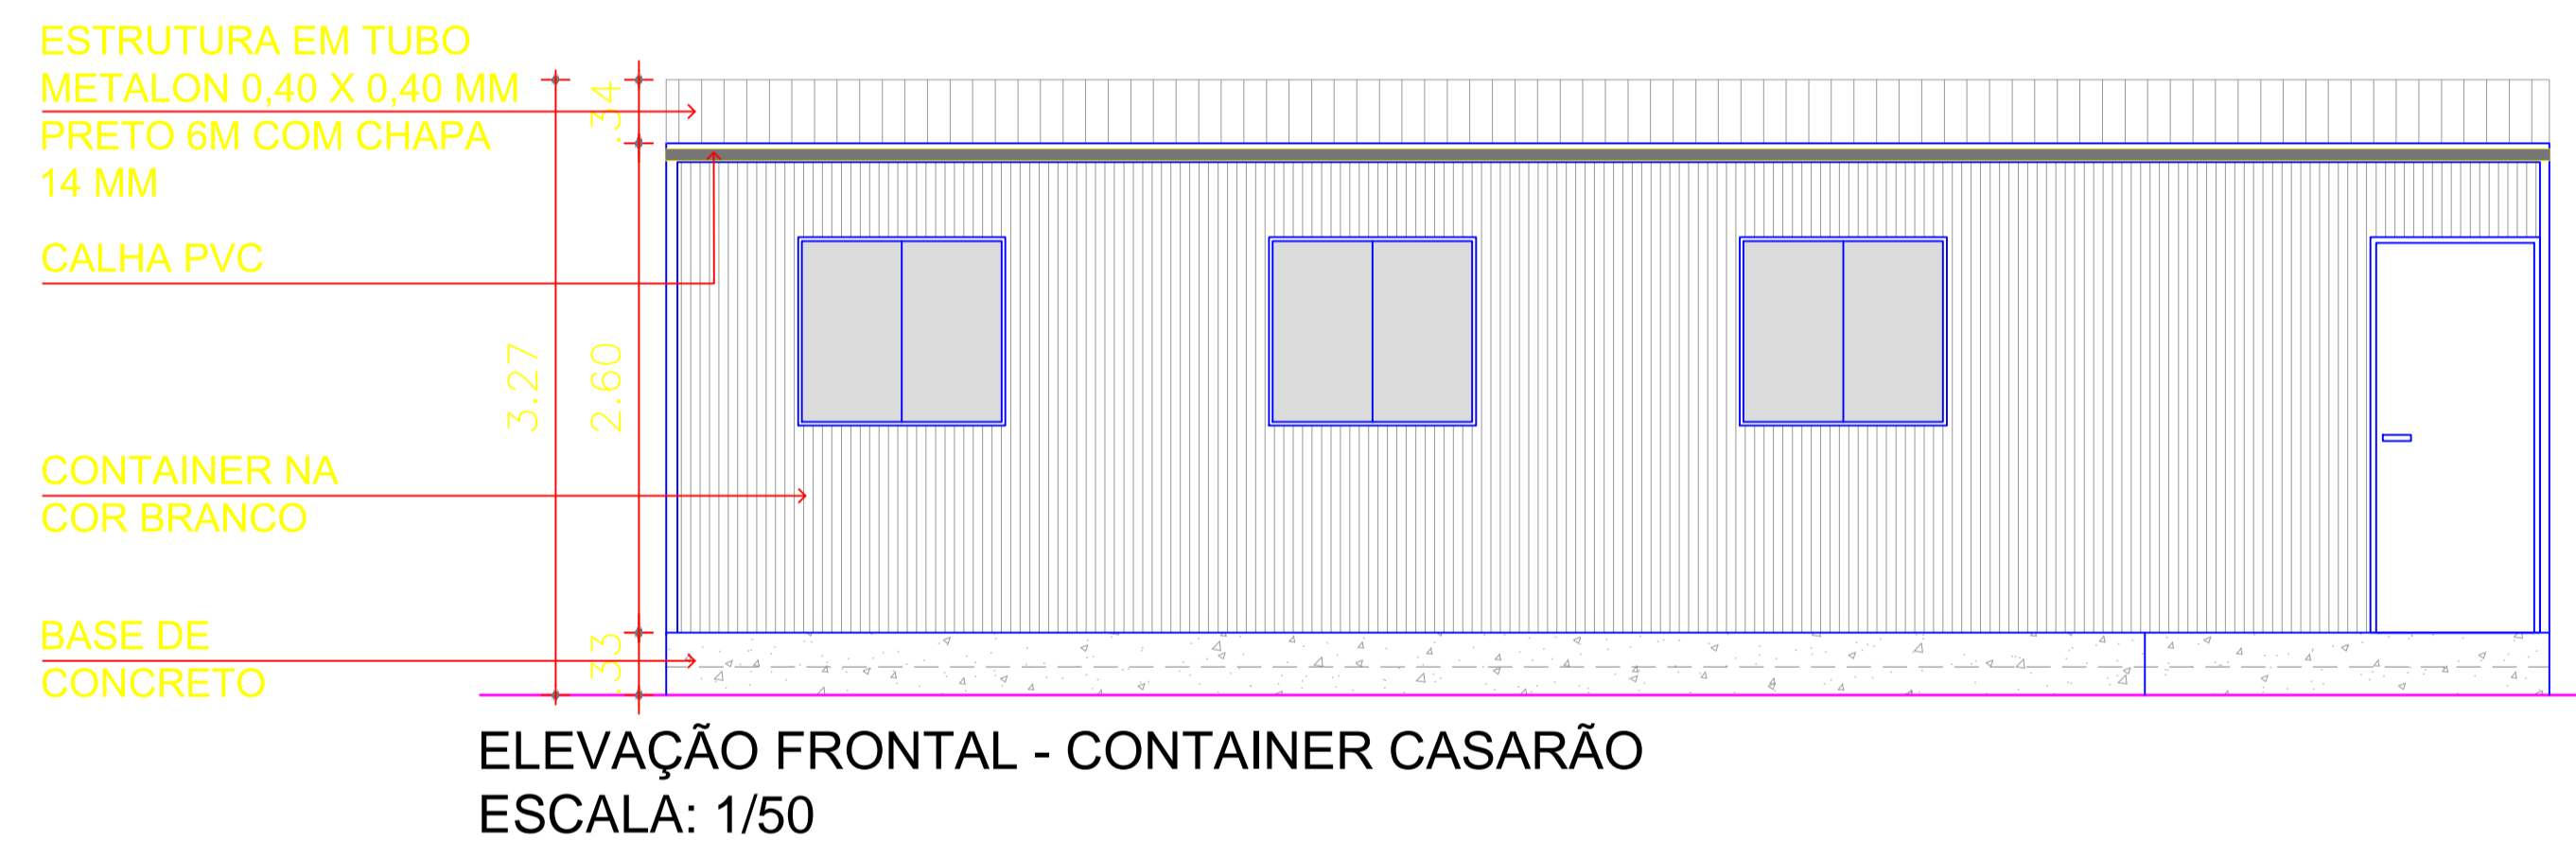 ESTRUTURA EM TUBO
METALON 0,40 X 0,40 MM
PRETO 6M COM CHAPA
14 MM
CALHA PVC
CONTAINER NA
COR BRANCO
BASE DE
CONCRETO
3.27
.34
2.60
.33
ELEVAÇÃO FRONTAL - CONTAINER CASARÃO
ESCALA: 1/50